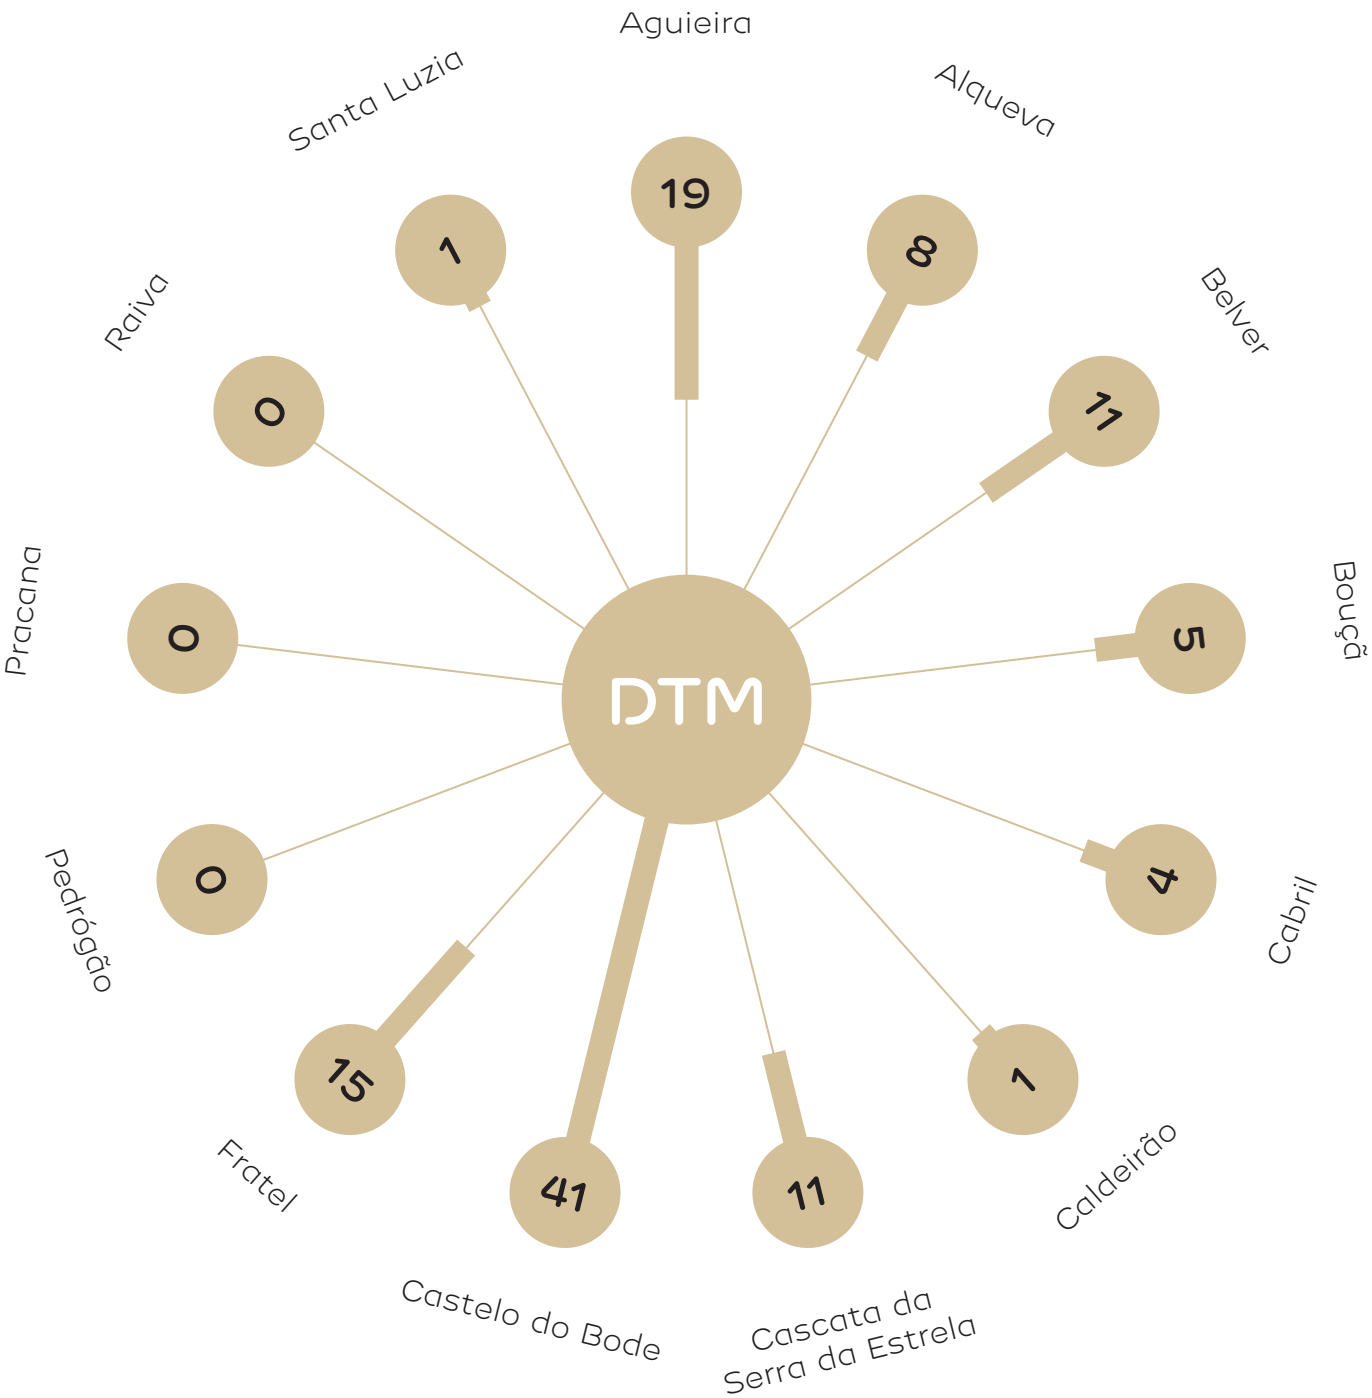 Aguieira
19
Alqueva
8
Belver
11
Bouçã
5
Cabril
4
Caldeirão
1
Cascata da
Serra da Estrela
11
Castelo do Bode
41
Fratel
15
Pedrógão
0
Pracana
0
Raiva
0
Santa Luzia
1
DTM